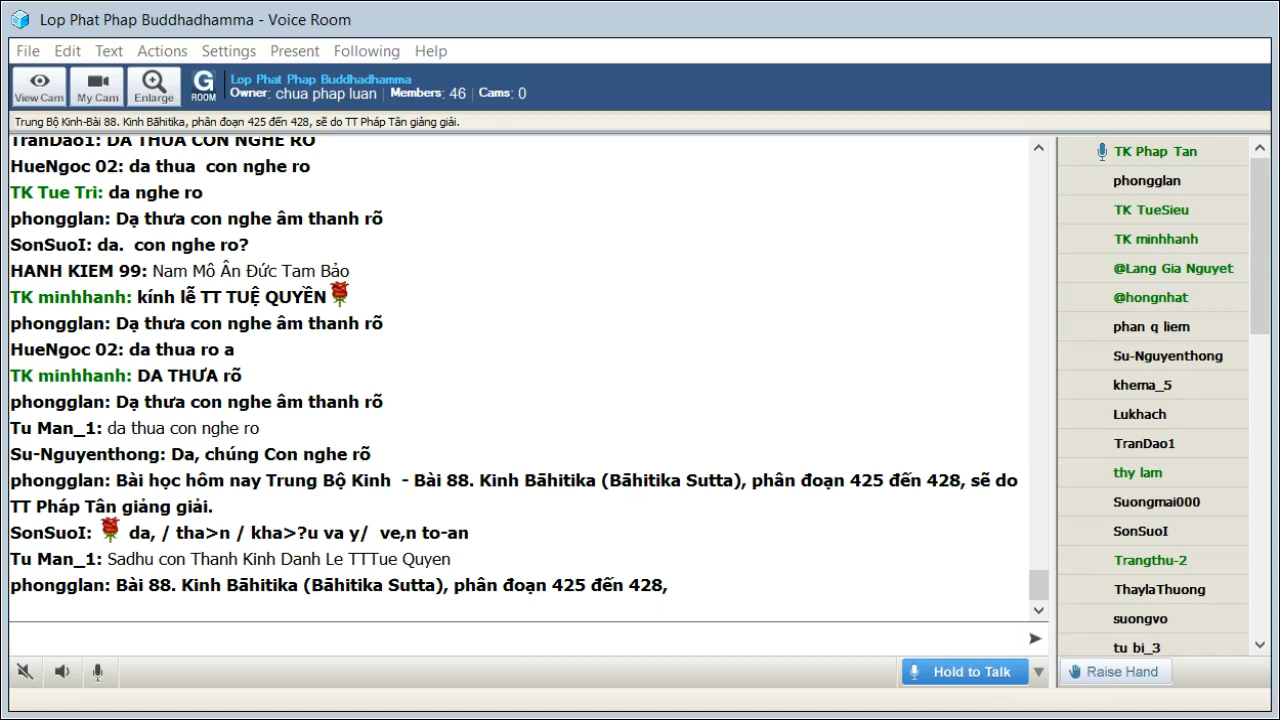 Lop Phat Phap Buddhadhamma - Voice Room
File Edit Text Actions Settings Present Following Help
View Cam My Cam Enlarge G ROOM
Lop Phat Phap Buddhadhamma
Owner: chua phap luan | Members: 46 | Cams: 0
Trung Bộ Kinh-Bài 88. Kinh Bāhitika, phân đoạn 425 đến 428, sẽ do TT Pháp Tân giảng giải.
TranDao1: DA THUA CON NGHE RO
HueNgoc 02: da thua  con nghe ro
TK Tue Tri: da nghe ro
phongglan: Dạ thưa con nghe âm thanh rõ
SonSuoI: da.  con nghe ro?
HANH KIEM 99: Nam Mô Ân Đức Tam Bảo
TK minhhanh: kính lễ TT TUỆ QUYỀN
phongglan: Dạ thưa con nghe âm thanh rõ
HueNgoc 02: da thua ro a
TK minhhanh: DA THƯA rõ
phongglan: Dạ thưa con nghe âm thanh rõ
Tu Man_1: da thua con nghe ro
Su-Nguyenthong: Da, chúng Con nghe rõ
phongglan: Bài học hôm nay Trung Bộ Kinh  - Bài 88. Kinh Bāhitika (Bāhitika Sutta), phân đoạn 425 đến 428, sẽ do
TT Pháp Tân giảng giải.
SonSuoI: da, / tha>n / kha>?u va y/  ve,n to-an
Tu Man_1: Sadhu con Thanh Kinh Danh Le TTTue Quyen
phongglan: Bài 88. Kinh Bāhitika (Bāhitika Sutta), phân đoạn 425 đến 428,
Hold to Talk
TK Phap Tan
phongglan
TK TueSieu
TK minhhanh
@Lang Gia Nguyet
@hongnhat
phan q liem
Su-Nguyenthong
khema_5
Lukhach
TranDao1
thy lam
Suongmai000
SonSuoI
Trangthu-2
ThaylaThuong
suongvo
tu bi_3
Raise Hand